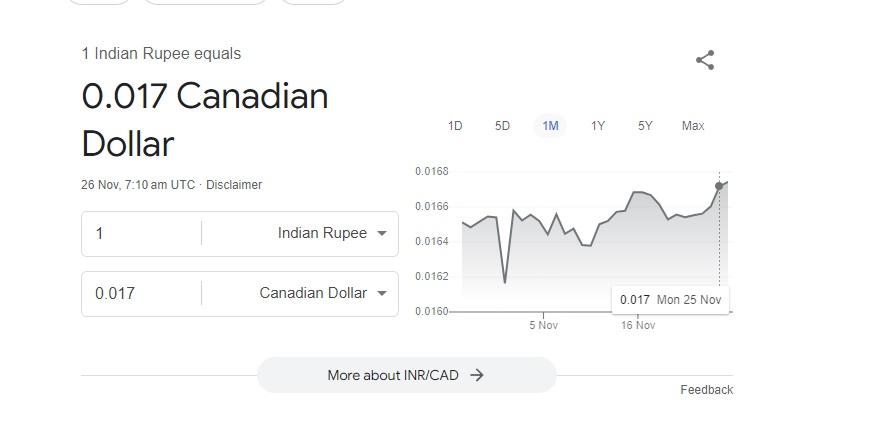 1 Indian Rupee equals
0.017 Canadian
Dollar
26 Nov, 7:10 am UTC · Disclaimer
1
Indian Rupee
0.017
Canadian Dollar
1D 5D 1M 1Y 5Y Max
0.0168
0.0166
0.0164
0.0162
0.0160
0.017 Mon 25 Nov
5 Nov 16 Nov
More about INR/CAD
Feedback